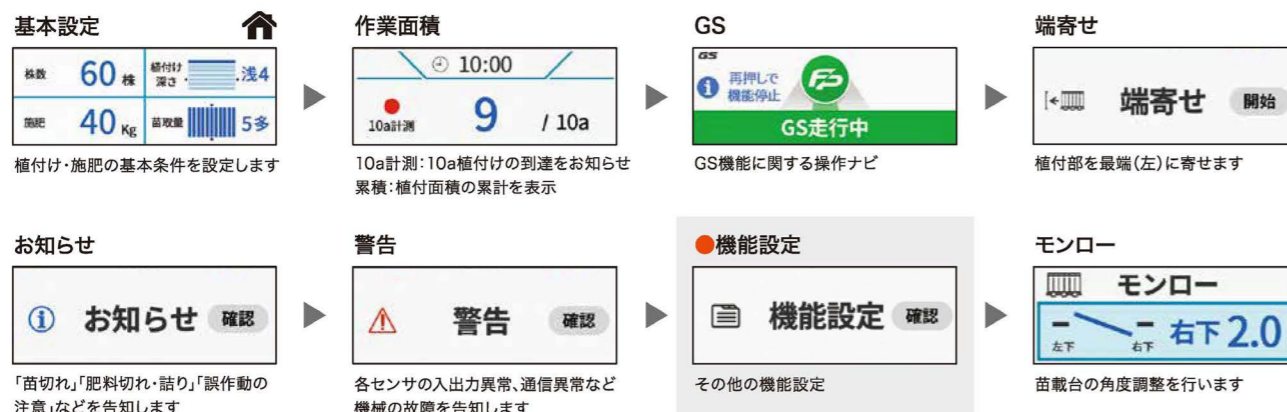 基本設定
株数 60 株 植付け深さ 浅4
施肥 40 Kg 苗取量 5多
植付け・施肥の基本条件を設定します
作業面積
10:00
10a計測 9 / 10a
10a計測：10a植付けの到達をお知らせ
累積：植付面積の累計を表示
GS
GS
再押しで
機能停止
GS走行中
GS機能に関する操作ナビ
端寄せ
端寄せ 開始
植付部を最端（左）に寄せます
お知らせ
お知らせ 確認
「苗切れ」「肥料切れ・詰り」「誤作動の
注意」などを告知します
警告
警告 確認
各センサの入出力異常、通信異常など
機械の故障を告知します
●機能設定
機能設定 確認
その他の機能設定
モンロー
モンロー
左下 右下 右下 2.0
苗載台の角度調整を行います